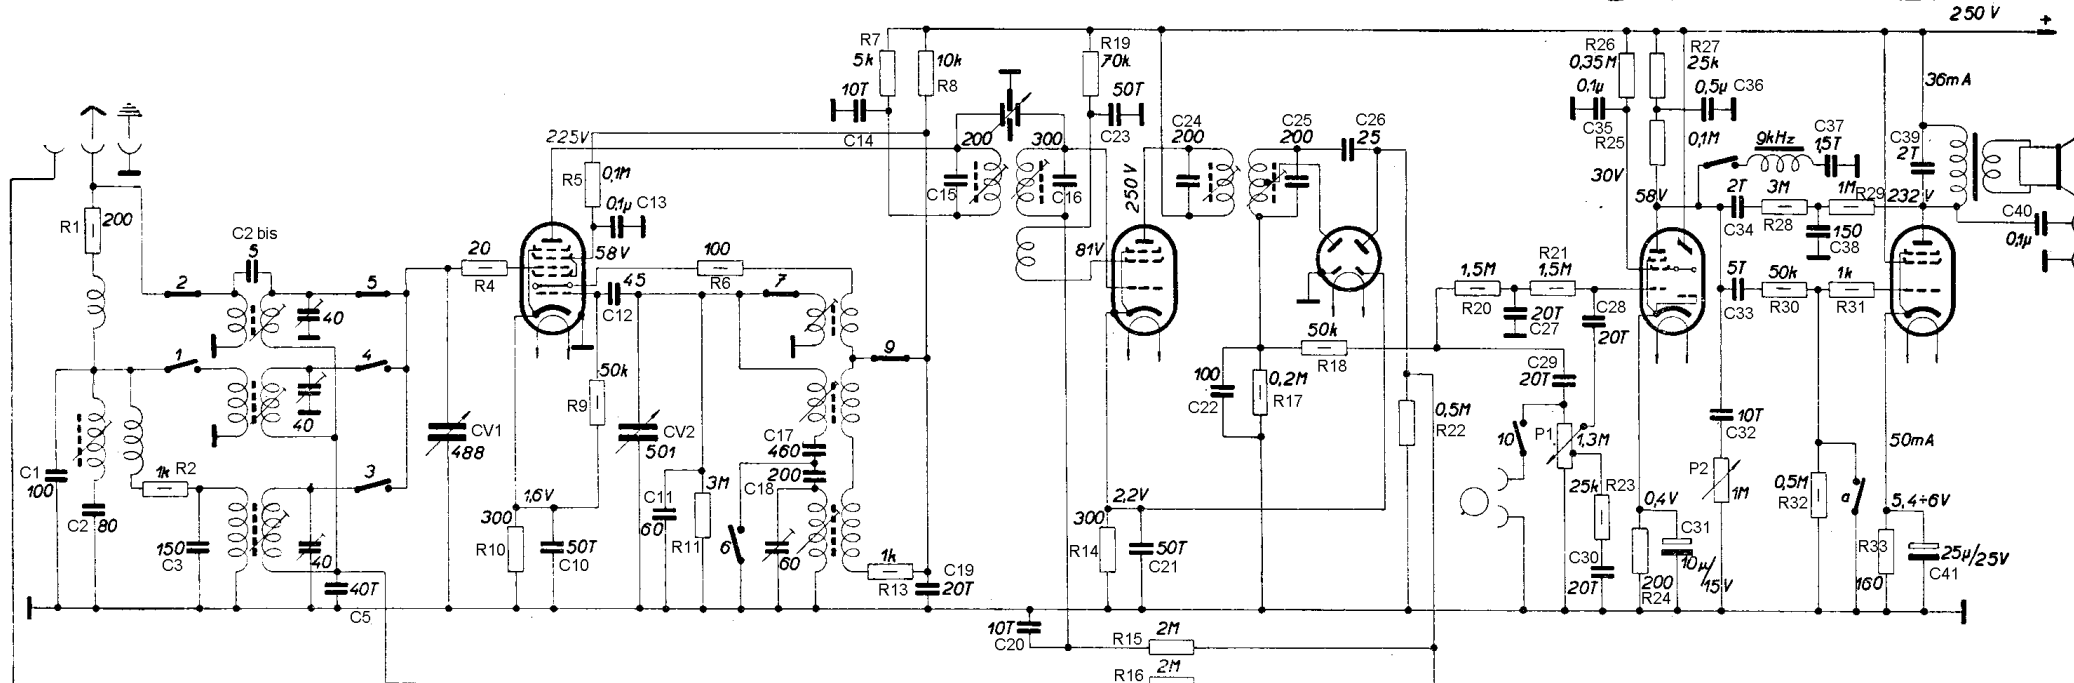 250 V +
R7
5k
10k
R8
R19
70k
R26
0,35M
R27
25k
36mA
10T
C14
50T
C23
0,1µ
C35
R25
0,5µ C36
0,1M
9kHz
C37
1,5T
C39
2T
225V
200
300
C15
C16
C24
200
C25
200
C26
25
250V
30V
58V
2T
C34
3M
R28
1M
R29
232V
150
C38
C40
0,1µ
R1
200
R5
0,1M
0,1µ C13
58V
C2 bis
5
2
5
20
R4
45
C12
100
R6
7
81V
1,5M
R20
R21
1,5M
20T
C27
C28
20T
5T
C33
50k
R30
1k
R31
40
1
4
40
9
50k
R9
50k
R18
C29
20T
CV1
488
CV2
501
C17
460
200
C18
100
C22
0,2M
R17
0,5M
R22
10
P1
1,3M
10T
C32
50mA
C1
100
1k R2
3
C2 80
150
C3
40
40T
C5
1,6V
300
R10
50T
C10
C11
60
3M
R11
6
60
1k
R13
C19
20T
2,2V
300
R14
50T
C21
25k
R23
C30
20T
0,4V
200
R24
C31
10µ/
15V
P2
1M
0,5M
R32
a
5,4÷6V
R33
160
25µ/25V
C41
10T
C20
R15
2M
R16
2M